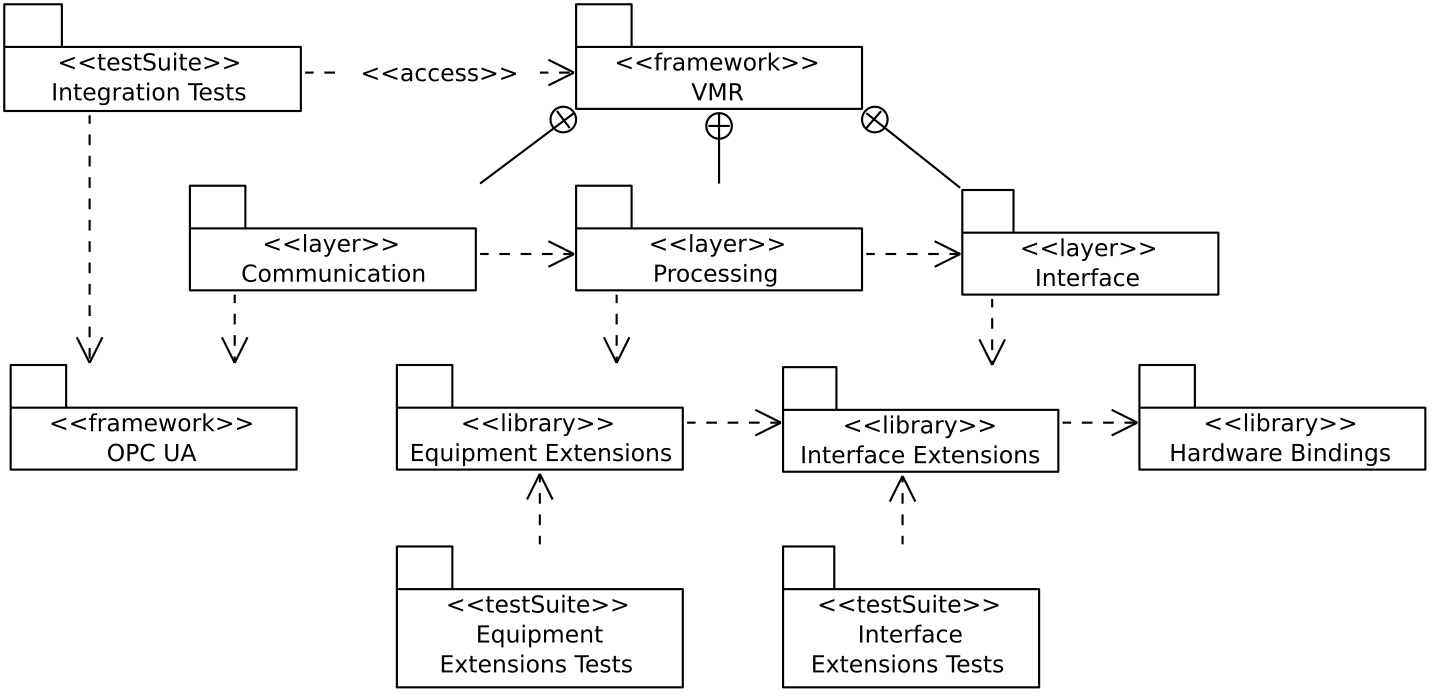 <<testSuite>>
Integration Tests
<<access>>
<<framework>>
VMR
<<layer>>
Communication
<<layer>>
Processing
<<layer>>
Interface
<<framework>>
OPC UA
<<library>>
Equipment Extensions
<<library>>
Interface Extensions
<<library>>
Hardware Bindings
<<testSuite>>
Equipment
Extensions Tests
<<testSuite>>
Interface
Extensions Tests